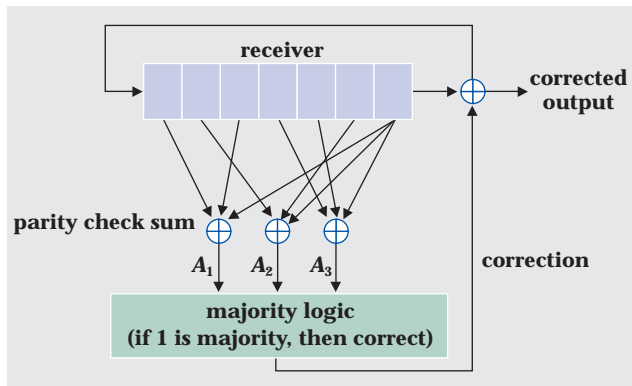 receiver
corrected
output
parity check sum
A₁
A₂
A₃
correction
majority logic
(if 1 is majority, then correct)